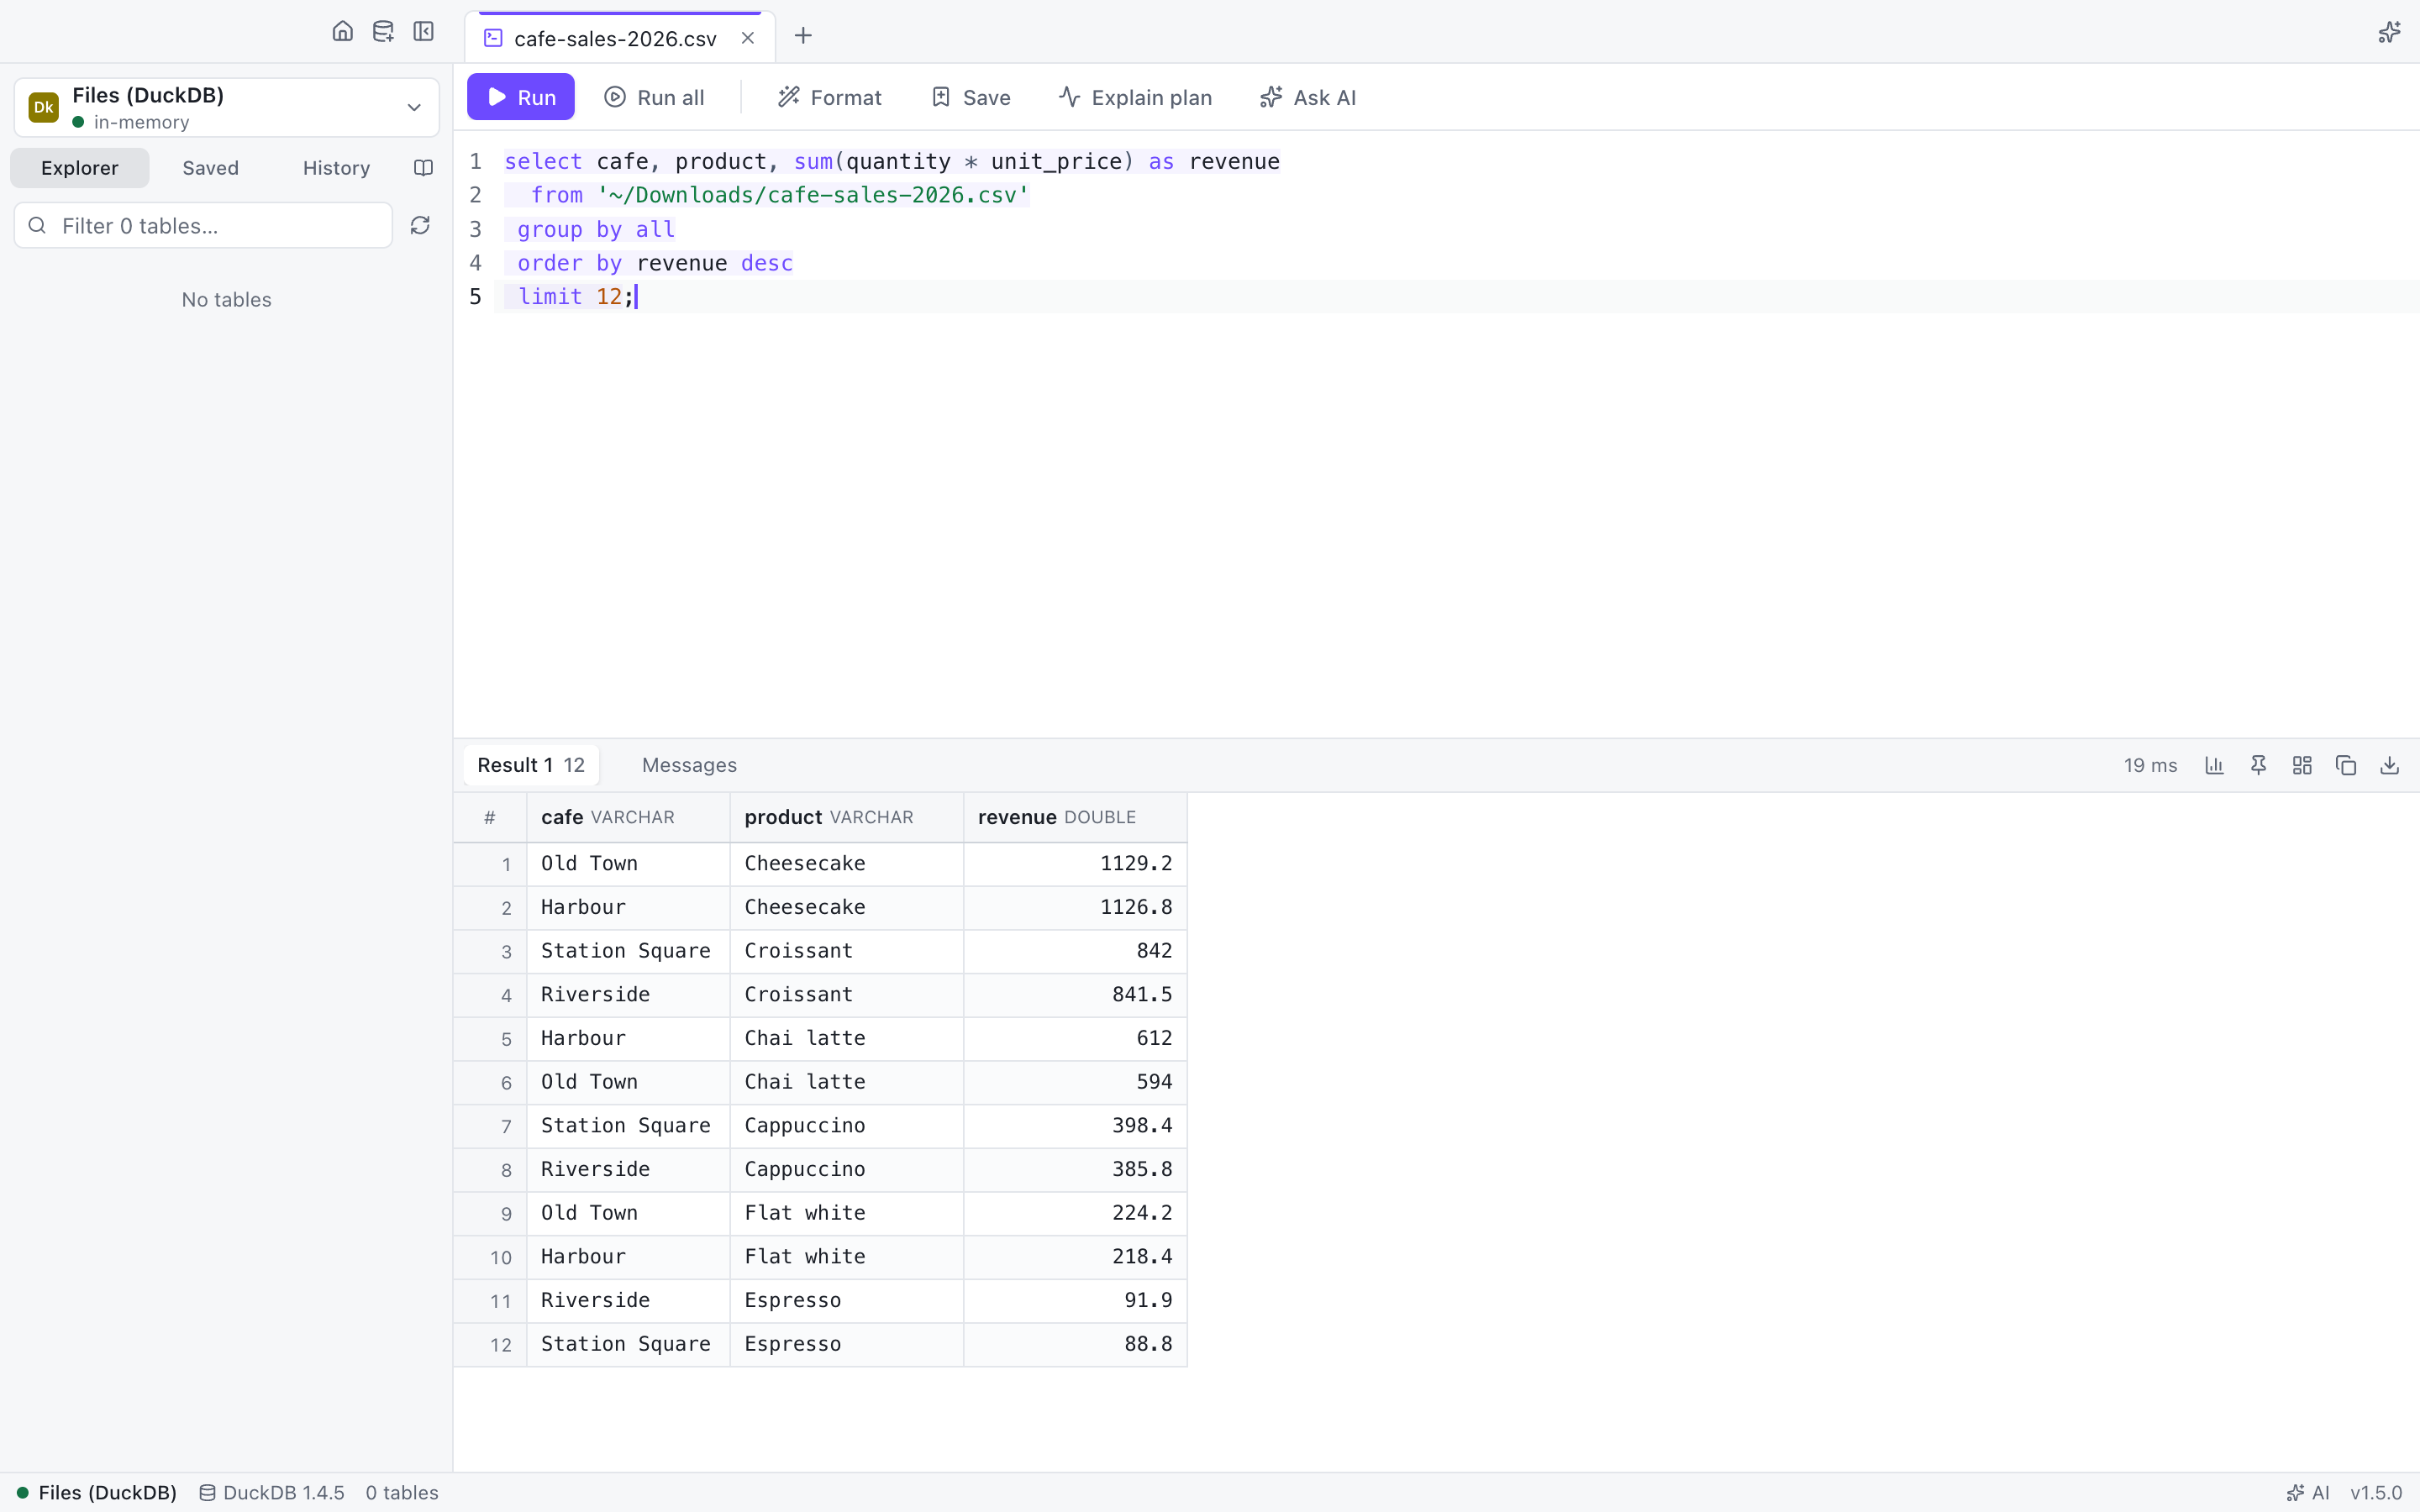 cafe-sales-2026.csv
Dk Files (DuckDB)
in-memory
Run Run all Format Save Explain plan Ask AI
Explorer Saved History
Filter 0 tables...
No tables
1 select cafe, product, sum(quantity * unit_price) as revenue
2 from '~/Downloads/cafe-sales-2026.csv'
3 group by all
4 order by revenue desc
5 limit 12;
Result 1 12 Messages 19 ms
# cafe VARCHAR product VARCHAR revenue DOUBLE
1 Old Town Cheesecake 1129.2
2 Harbour Cheesecake 1126.8
3 Station Square Croissant 842
4 Riverside Croissant 841.5
5 Harbour Chai latte 612
6 Old Town Chai latte 594
7 Station Square Cappuccino 398.4
8 Riverside Cappuccino 385.8
9 Old Town Flat white 224.2
10 Harbour Flat white 218.4
11 Riverside Espresso 91.9
12 Station Square Espresso 88.8
Files (DuckDB) DuckDB 1.4.5 0 tables AI v1.5.0